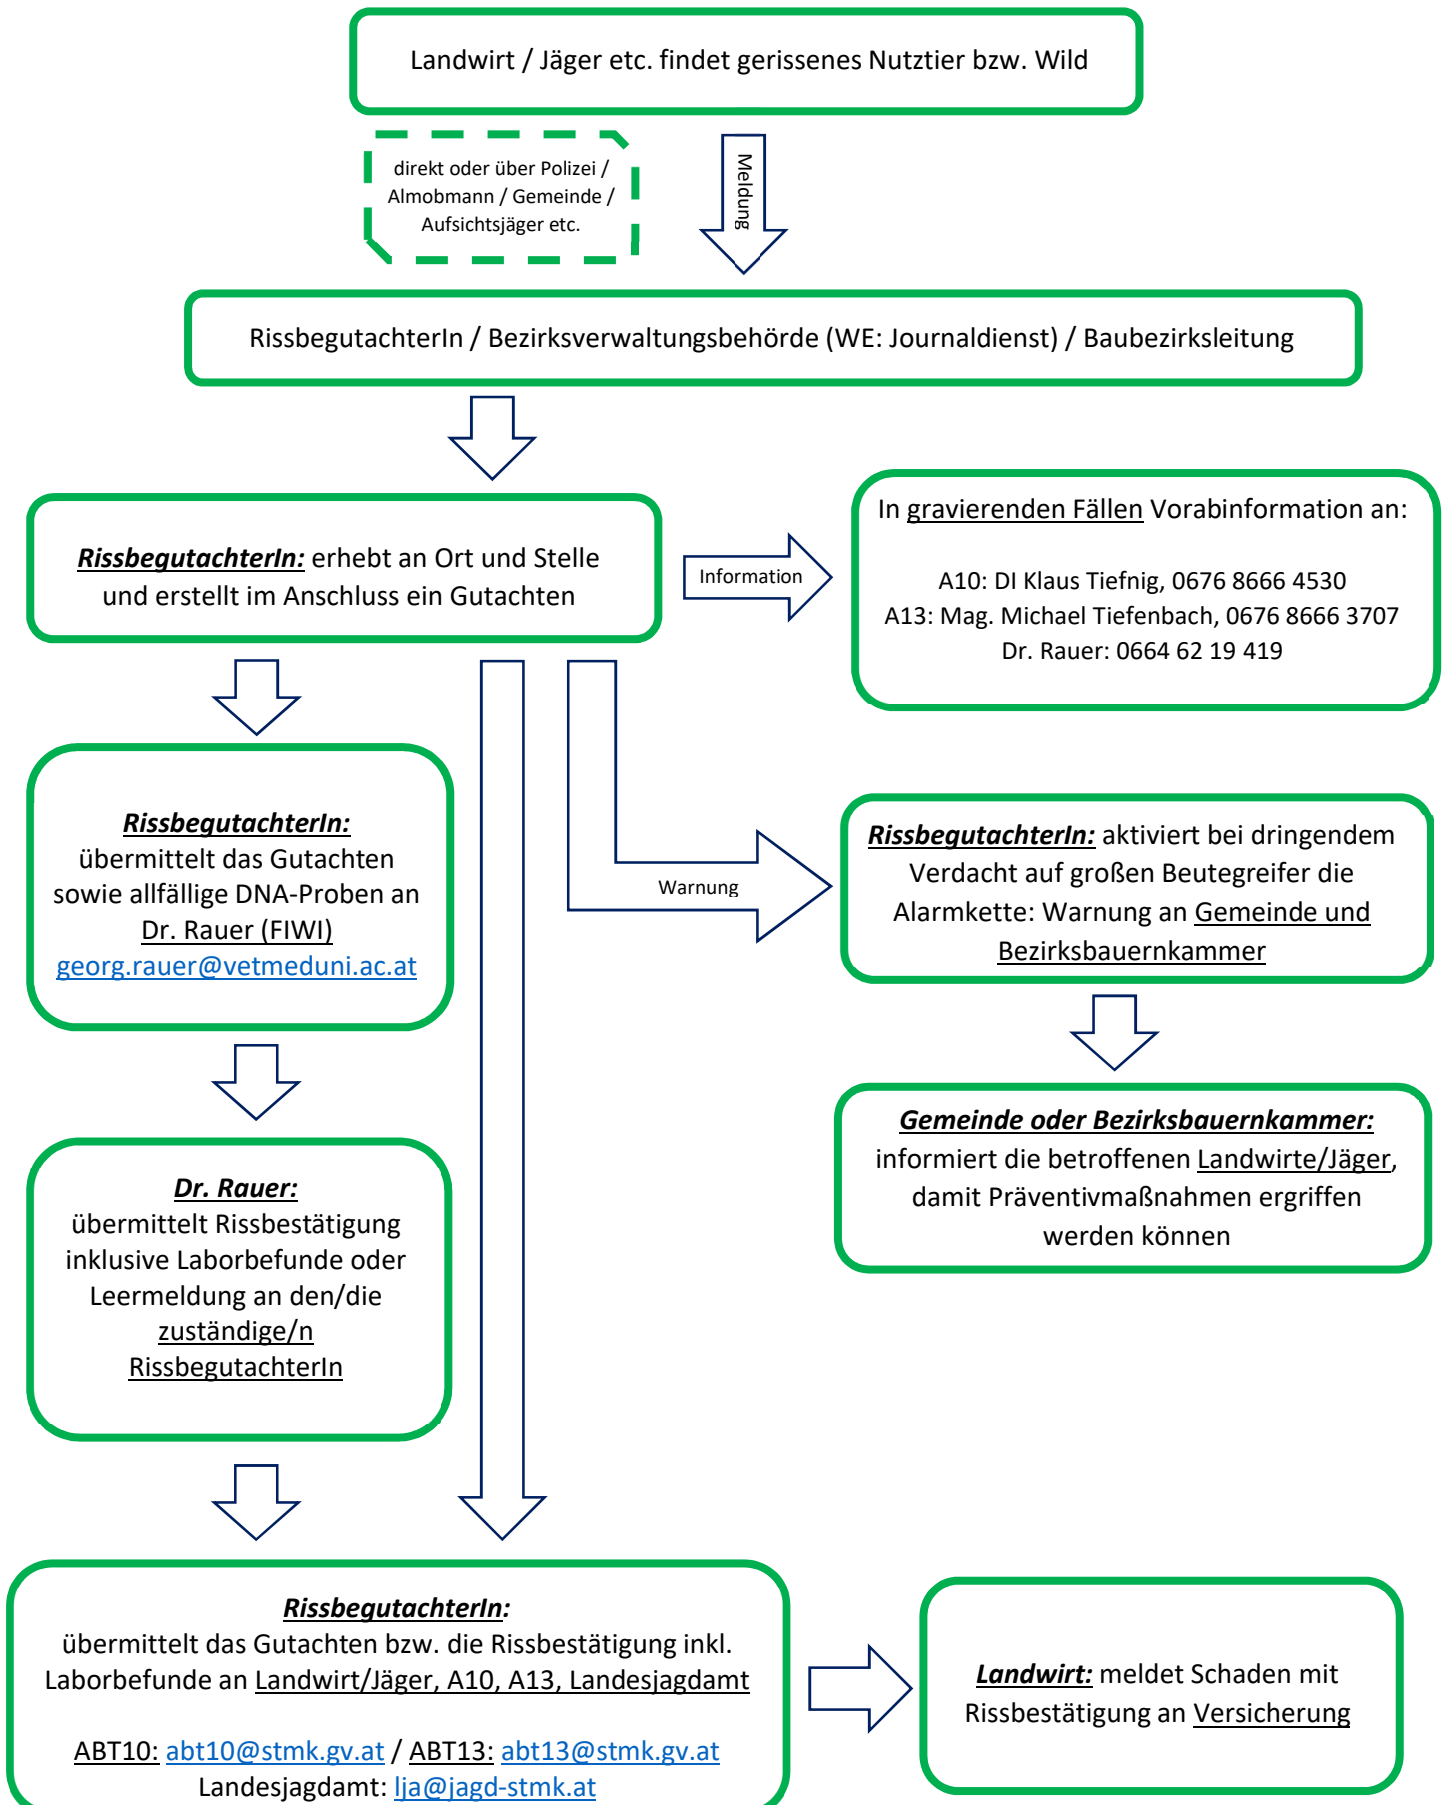 Landwirt / Jäger etc. findet gerissenes Nutztier bzw. Wild
direkt oder über Polizei /
Almobmann / Gemeinde /
Aufsichtsjäger etc.
Meldung
RissbegutachterIn / Bezirksverwaltungsbehörde (WE: Journaldienst) / Baubezirksleitung
RissbegutachterIn: erhebt an Ort und Stelle
und erstellt im Anschluss ein Gutachten
Information
In gravierenden Fällen Vorabinformation an:
A10: DI Klaus Tiefnig, 0676 8666 4530
A13: Mag. Michael Tiefenbach, 0676 8666 3707
Dr. Rauer: 0664 62 19 419
RissbegutachterIn:
übermittelt das Gutachten
sowie allfällige DNA-Proben an
Dr. Rauer (FIWI)
georg.rauer@vetmeduni.ac.at
Warnung
RissbegutachterIn: aktiviert bei dringendem
Verdacht auf großen Beutegreifer die
Alarmkette: Warnung an Gemeinde und
Bezirksbauernkammer
Gemeinde oder Bezirksbauernkammer:
informiert die betroffenen Landwirte/Jäger,
damit Präventivmaßnahmen ergriffen
werden können
Dr. Rauer:
übermittelt Rissbestätigung
inklusive Laborbefunde oder
Leermeldung an den/die
zuständige/n
RissbegutachterIn
RissbegutachterIn:
übermittelt das Gutachten bzw. die Rissbestätigung inkl.
Laborbefunde an Landwirt/Jäger, A10, A13, Landesjagdamt
ABT10: abt10@stmk.gv.at / ABT13: abt13@stmk.gv.at
Landesjagdamt: lja@jagd-stmk.at
Landwirt: meldet Schaden mit
Rissbestätigung an Versicherung